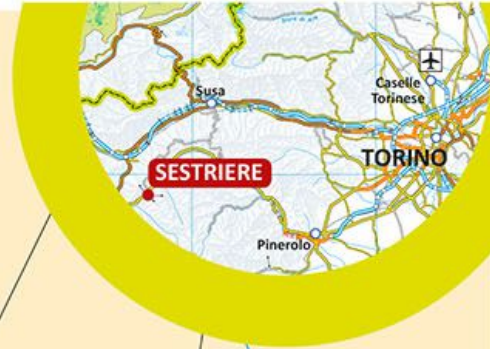 Susa
Caselle
Torinese
TORINO
SESTRIERE
Pinerolo